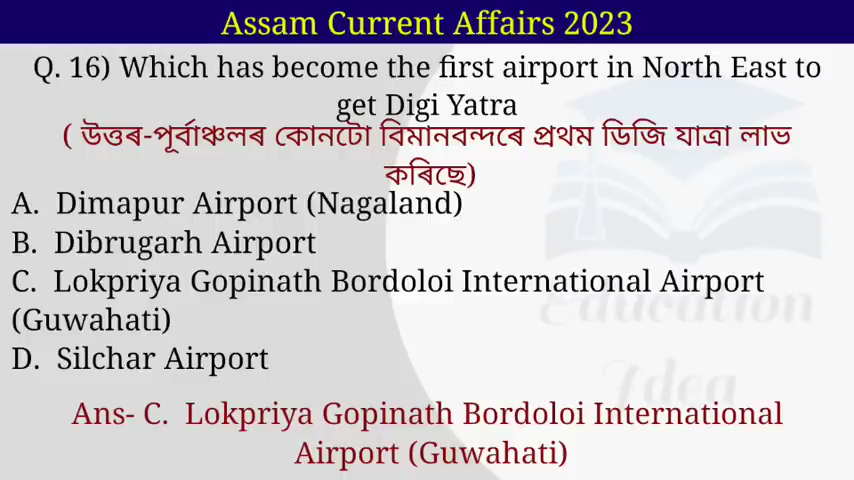 Assam Current Affairs 2023
Q. 16) Which has become the first airport in North East to
get Digi Yatra
( উত্তৰ-পূৰ্বাঞ্চলৰ কোনটো বিমানবন্দৰে প্ৰথম ডিজি যাত্ৰা লাভ
কৰিছে)
A. Dimapur Airport (Nagaland)
B. Dibrugarh Airport
C. Lokpriya Gopinath Bordoloi International Airport
(Guwahati)
D. Silchar Airport
Education
Idea
Ans- C. Lokpriya Gopinath Bordoloi International
Airport (Guwahati)